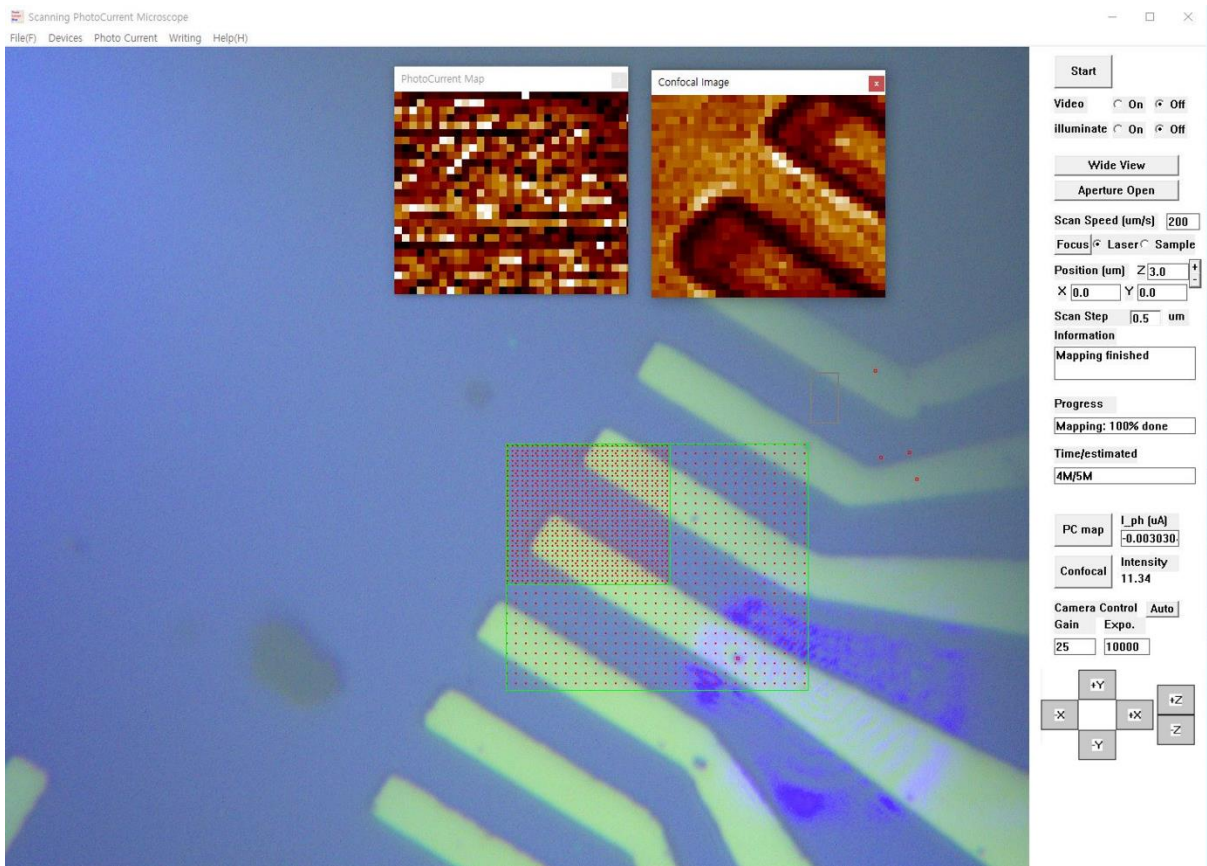 Scanning PhotoCurrent Microscope
File(F) Devices Photo Current Writing Help(H)
PhotoCurrent Map
Confocal Image
x
Start
Video On Off
illuminate On Off
Wide View
Aperture Open
Scan Speed (um/s) 200
Focus Laser Sample
Position (um) Z 3.0 + -
X 0.0 Y 0.0
Scan Step 0.5 um
Information
Mapping finished
Progress
Mapping: 100% done
Time/estimated
4M/5M
PC map I_ph (uA)
-0.003030
Confocal Intensity
11.34
Camera Control Auto
Gain Expo.
25 10000
+Y
-X +X +Z
-Y -Z